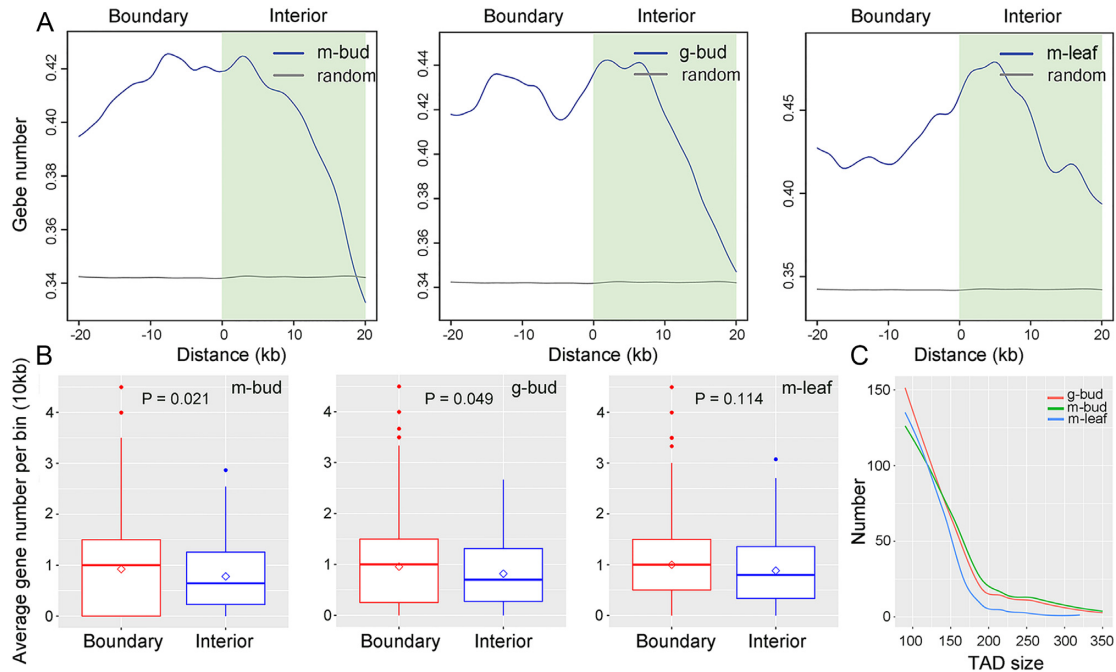 A
Boundary Interior
Boundary Interior
Boundary Interior
Gebe number
0.42
0.40
0.38
0.36
0.34
m-bud
random
-20 -10 0 10 20
Distance (kb)
0.44
0.42
0.40
0.38
0.36
0.34
g-bud
random
-20 -10 0 10 20
Distance (kb)
0.45
0.40
0.35
m-leaf
random
-20 -10 0 10 20
Distance (kb)
B
Average gene number per bin (10kb)
m-bud
P = 0.021
4
3
2
1
0
Boundary Interior
g-bud
P = 0.049
4
3
2
1
0
Boundary Interior
m-leaf
P = 0.114
4
3
2
1
0
Boundary Interior
C
Number
150
100
50
0
g-bud
m-bud
m-leaf
100 150 200 250 300 350
TAD size